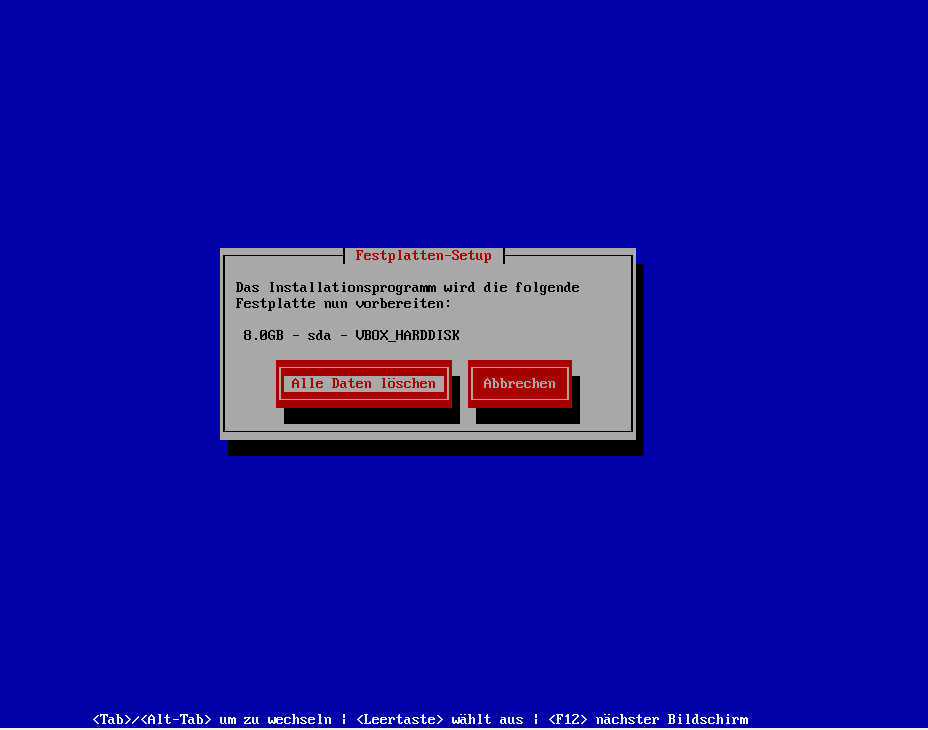 Festplatten-Setup
Das Installationsprogramm wird die folgende
Festplatte nun vorbereiten:
8.0GB - sda - VBOX_HARDDISK
Alle Daten löschen
Abbrechen
<Tab>/<Alt-Tab> um zu wechseln | <Leertaste> wählt aus | <F12> nächster Bildschirm